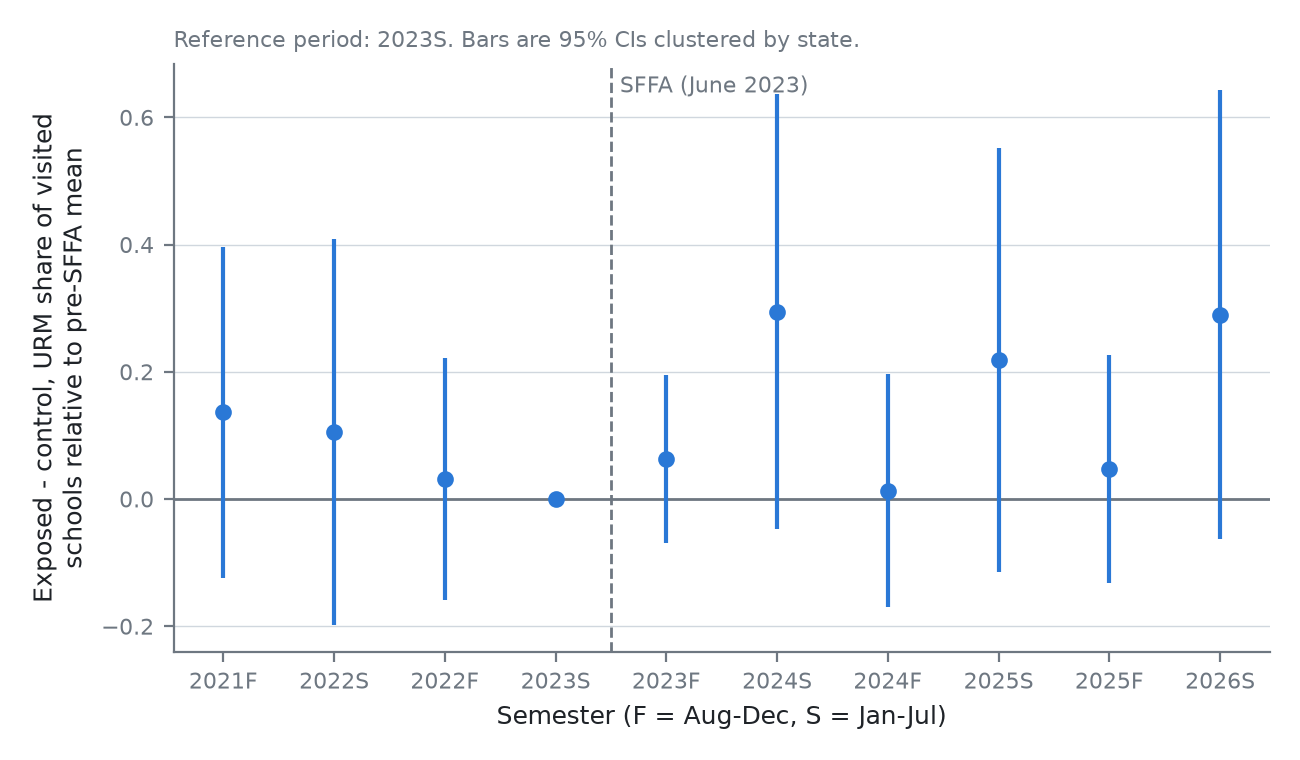 Reference period: 2023S. Bars are 95% CIs clustered by state.
SFFA (June 2023)
Exposed - control, URM share of visited
schools relative to pre-SFFA mean
0.6
0.4
0.2
0.0
−0.2
2021F 2022S 2022F 2023S 2023F 2024S 2024F 2025S 2025F 2026S
Semester (F = Aug-Dec, S = Jan-Jul)